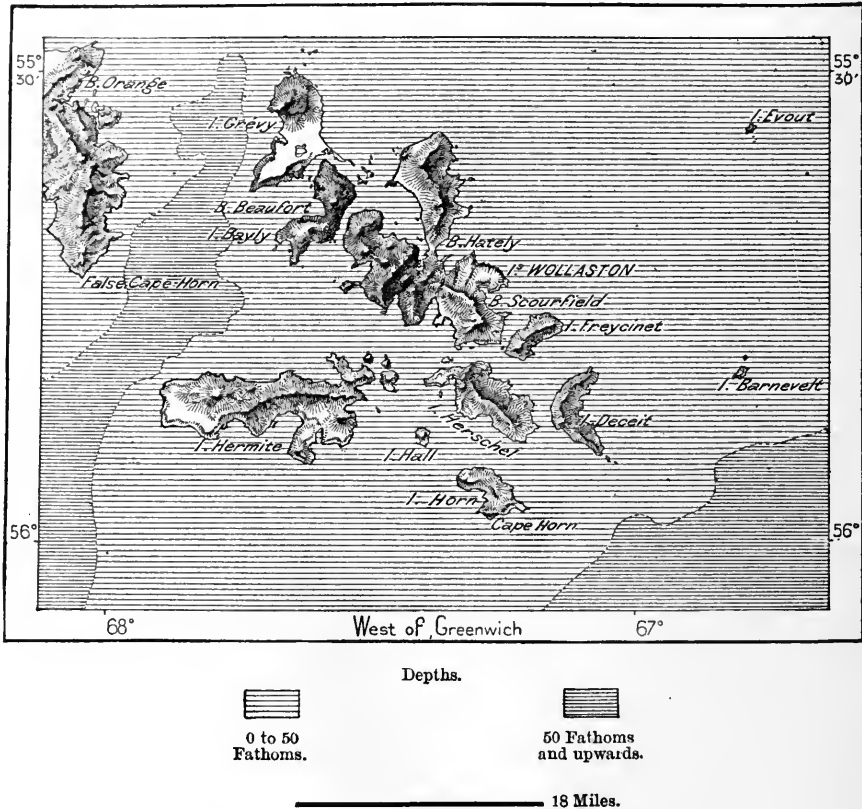 55°
30'
55°
30'
B. Orange
I. Grévy
I. Evout
B. Beaufort
I. Bayly
B. Hately
False Cape Horn
Is WOLLASTON
B. Scourfield
I. Freycinet
I. Barnevelt
I. Deceit
I. Herschel
I. Hermite
I. Hall
I. Horn
Cape Horn
56°
56°
68°
West of Greenwich
67°
Depths.
0 to 50
Fathoms.
50 Fathoms
and upwards.
18 Miles.